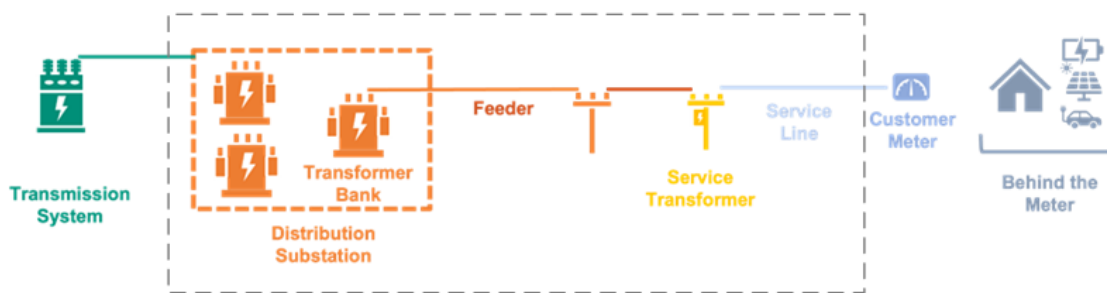 Transmission
System
Transformer
Bank
Distribution
Substation
Feeder
Service
Transformer
Service
Line
Customer
Meter
Behind the
Meter